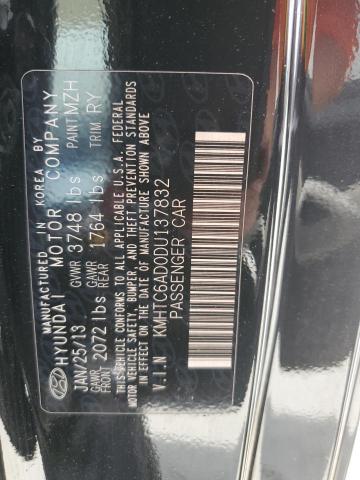 MANUFACTURED IN KOREA BY
HYUNDAI MOTOR COMPANY
JAN/25/13 GVWR 3748 lbs PAINT MZH
GAWR FRONT 2072 lbs GAWR REAR 1764 lbs TRIM RY
THIS VEHICLE CONFORMS TO ALL APPLICABLE U.S.A. FEDERAL
MOTOR VEHICLE SAFETY, BUMPER, AND THEFT PREVENTION STANDARDS
IN EFFECT ON THE DATE OF MANUFACTURE SHOWN ABOVE
V.I.N KMHTC6AD0DU137832
PASSENGER CAR